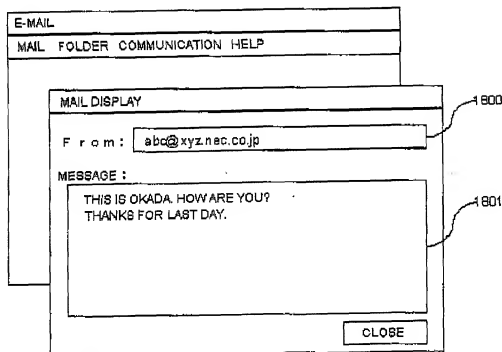 E-MAIL
MAIL FOLDER COMMUNICATION HELP
MAIL DISPLAY
From: abc@xyz.nec.co.jp
1800
MESSAGE:
THIS IS OKADA. HOW ARE YOU?
THANKS FOR LAST DAY.
1801
CLOSE